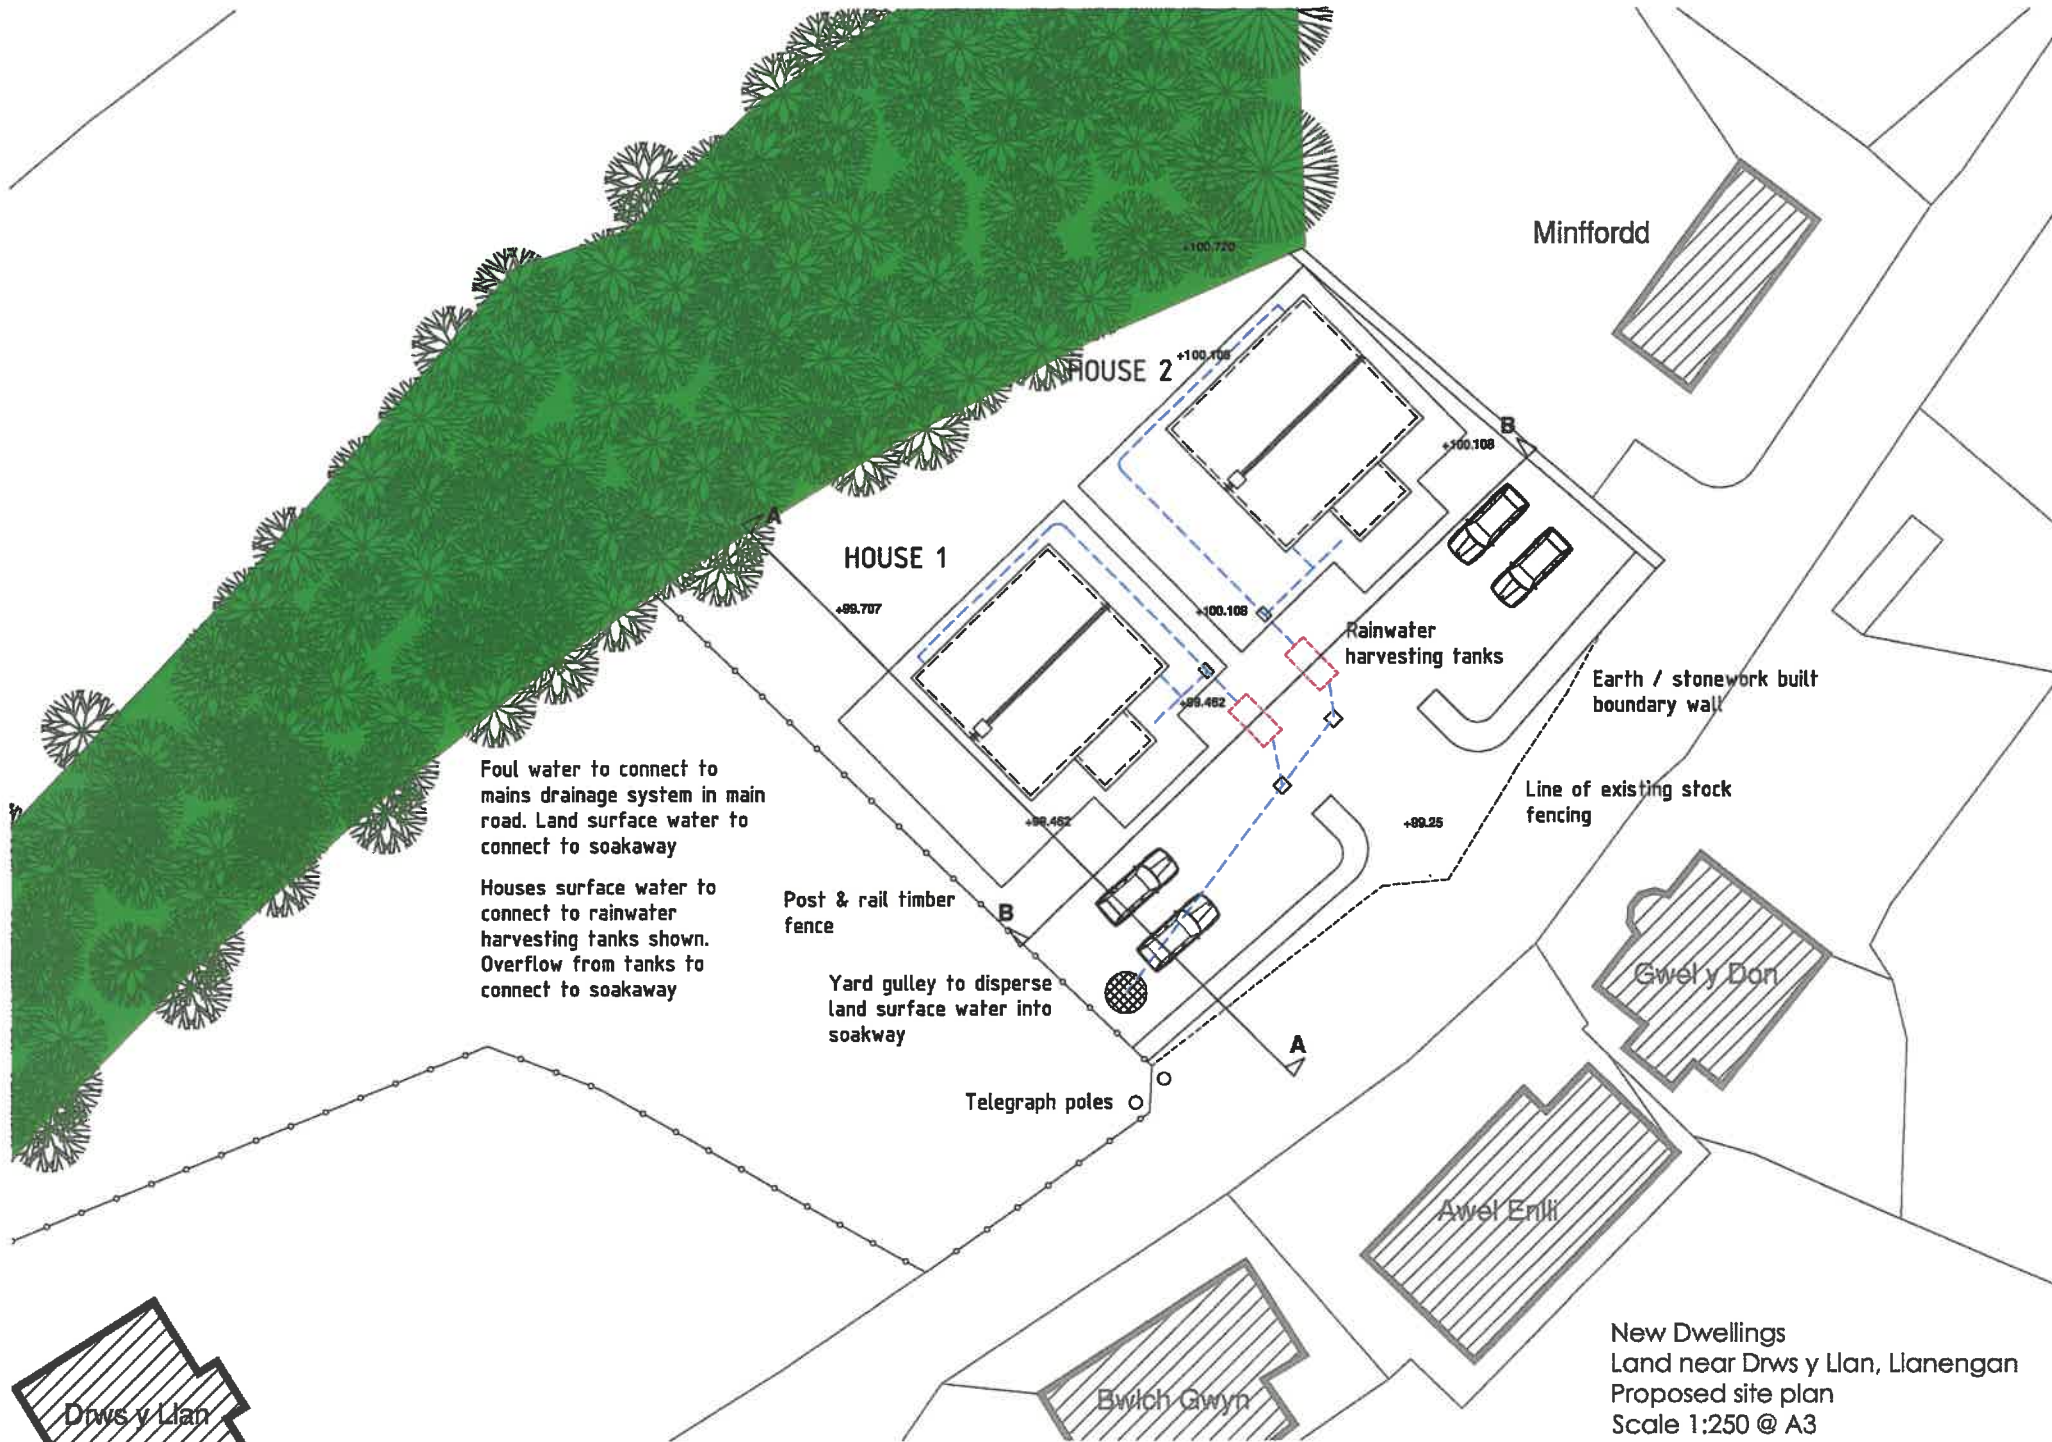 +100.720
Minffordd
HOUSE 2
+100.108
B
+100.108
A
HOUSE 1
+99.707
+100.108
Rainwater
harvesting tanks
+99.462
Earth / stonework built
boundary wall
Line of existing stock
fencing
+99.25
+99.462
Foul water to connect to
mains drainage system in main
road. Land surface water to
connect to soakaway
Houses surface water to
connect to rainwater
harvesting tanks shown.
Overflow from tanks to
connect to soakaway
Post & rail timber
fence
B
Yard gulley to disperse
land surface water into
soakway
A
Telegraph poles
Gwel y Don
Awel Enlli
Bwlch Gwyn
Drws y Llan
New Dwellings
Land near Drws y Llan, Llanengan
Proposed site plan
Scale 1:250 @ A3